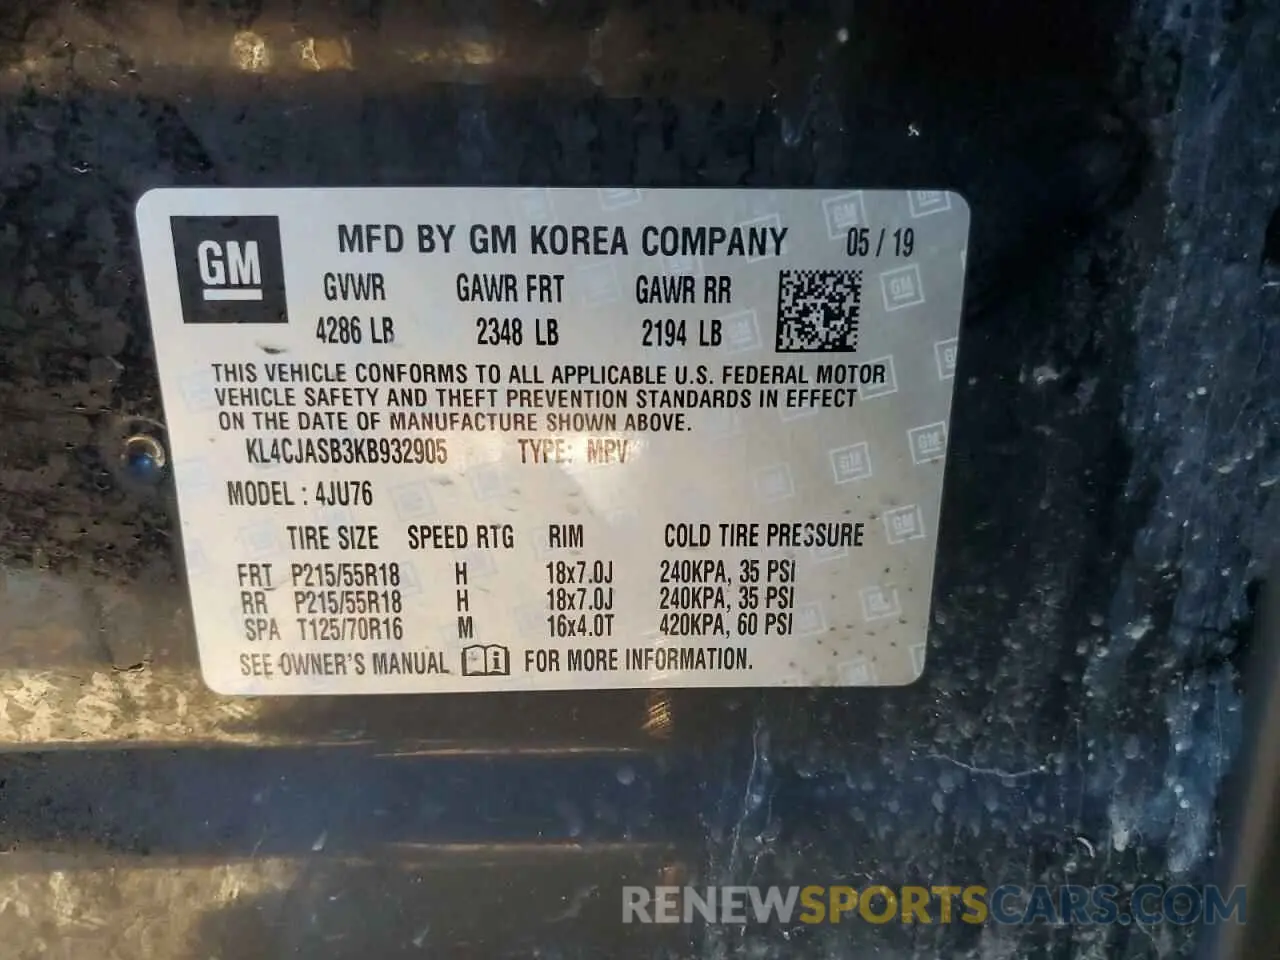 GM
MFD BY GM KOREA COMPANY 05 / 19
GVWR GAWR FRT GAWR RR
4286 LB 2348 LB 2194 LB
THIS VEHICLE CONFORMS TO ALL APPLICABLE U.S. FEDERAL MOTOR
VEHICLE SAFETY AND THEFT PREVENTION STANDARDS IN EFFECT
ON THE DATE OF MANUFACTURE SHOWN ABOVE.
KL4CJASB3KB932905 TYPE: MPV
MODEL : 4JU76
TIRE SIZE SPEED RTG RIM COLD TIRE PRESSURE
FRT P215/55R18 H 18x7.0J 240KPA, 35 PSI
RR P215/55R18 H 18x7.0J 240KPA, 35 PSI
SPA T125/70R16 M 16x4.0T 420KPA, 60 PSI
SEE OWNER'S MANUAL i FOR MORE INFORMATION.
RENEWSPORTSCARS.COM